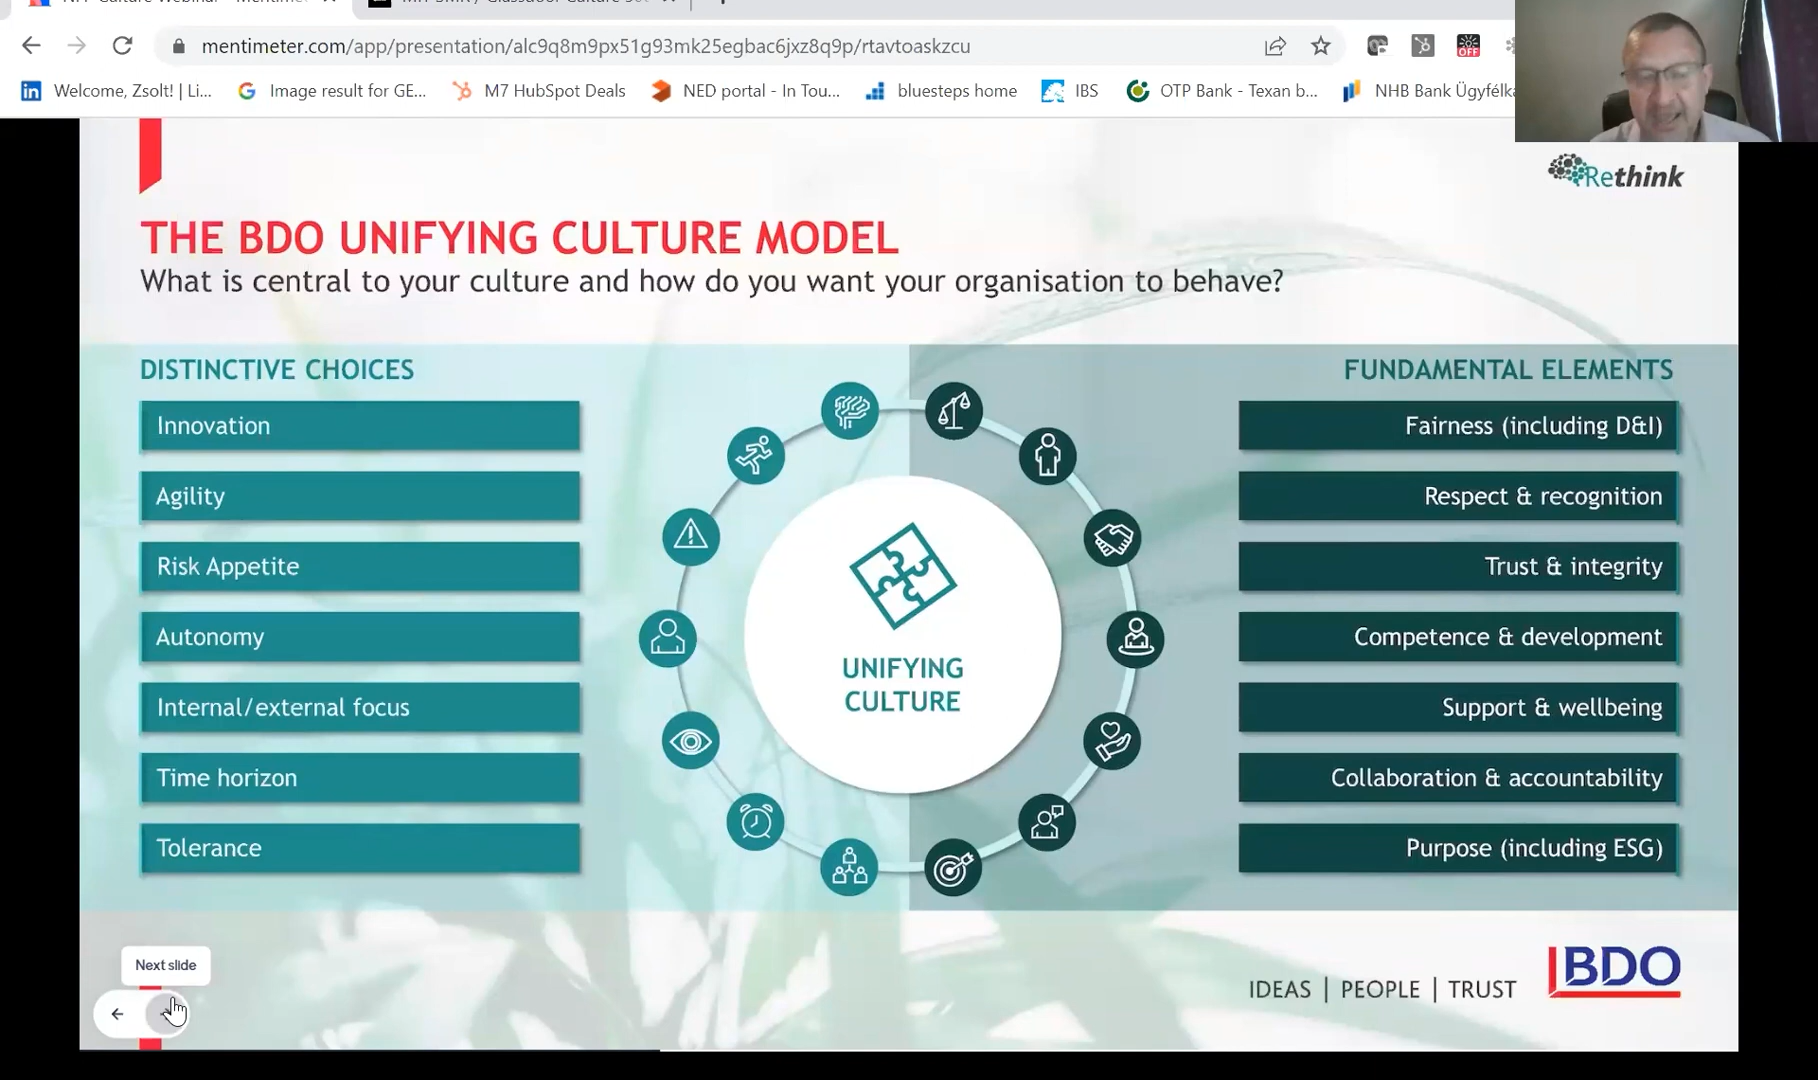 mentimeter.com/app/presentation/alc9q8m9px51g93mk25egbac6jxz8q9p/rtavtoaskzcu
OFF
Welcome, Zsolt! | Li...
Image result for GE...
M7 HubSpot Deals
NED portal - In Tou...
bluesteps home
IBS
OTP Bank - Texan b...
NHB Bank Ügyfélka
Rethink
THE BDO UNIFYING CULTURE MODEL
What is central to your culture and how do you want your organisation to behave?
DISTINCTIVE CHOICES
Innovation
Agility
Risk Appetite
Autonomy
Internal/external focus
Time horizon
Tolerance
UNIFYING
CULTURE
FUNDAMENTAL ELEMENTS
Fairness (including D&I)
Respect & recognition
Trust & integrity
Competence & development
Support & wellbeing
Collaboration & accountability
Purpose (including ESG)
Next slide
IDEAS | PEOPLE | TRUST
BDO